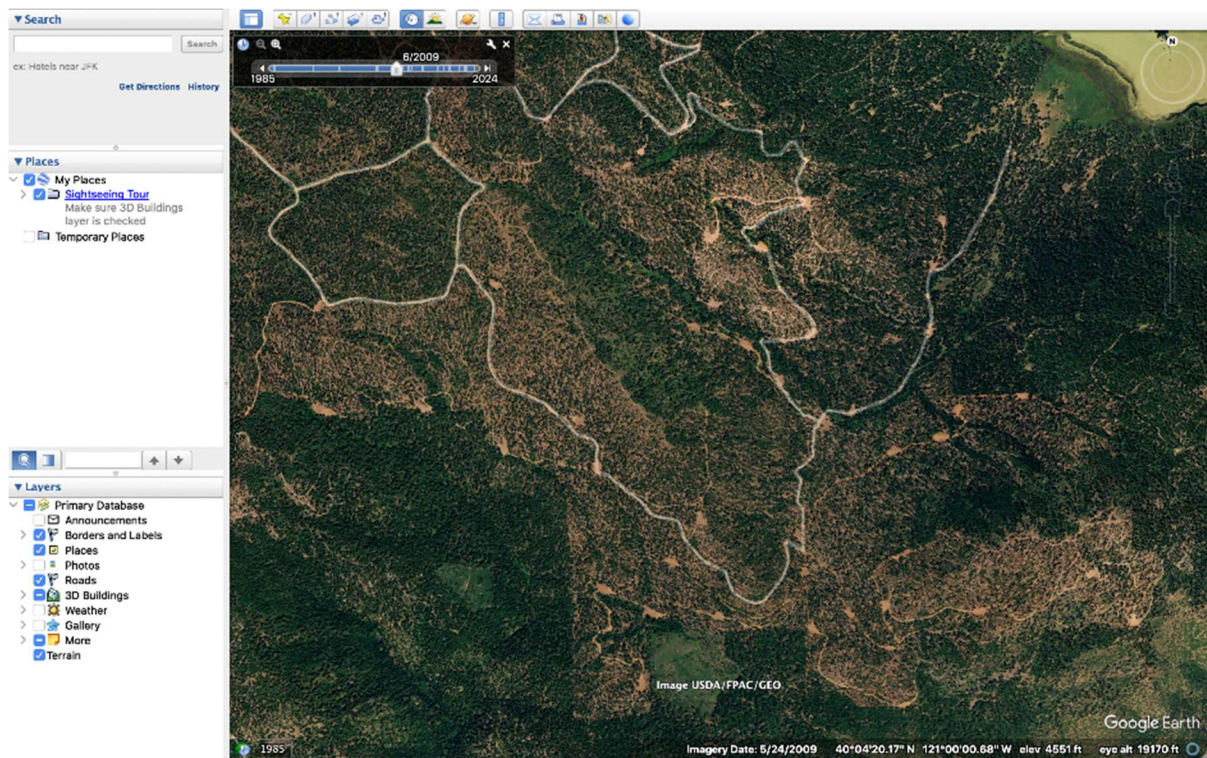 Search
Search
ex: Hotels near JFK
Get Directions History
Places
My Places
Sightseeing Tour
Make sure 3D Buildings
layer is checked
Temporary Places
Layers
Primary Database
Announcements
Borders and Labels
Places
Photos
Roads
3D Buildings
Weather
Gallery
More
Terrain
6/2009
1985 2024
N
Image USDA/FPAC/GEO
Google Earth
1985 Imagery Date: 5/24/2009 40°04'20.17" N 121°00'00.68" W elev 4551 ft eye alt 19170 ft